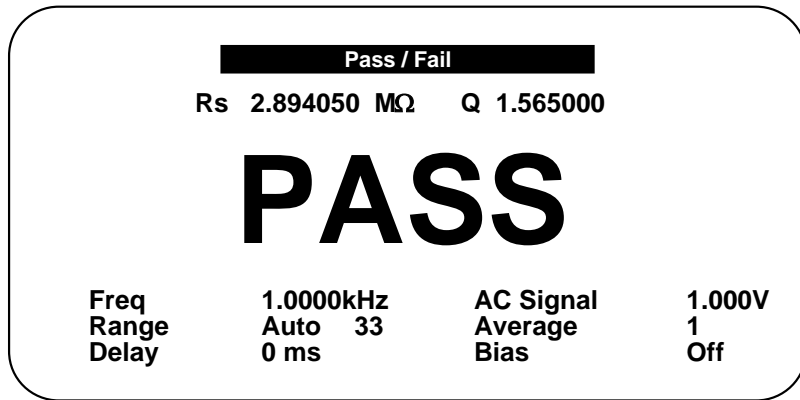 Pass / Fail
Rs 2.894050 MΩ Q 1.565000
PASS
Freq 1.0000kHz AC Signal 1.000V
Range Auto 33 Average 1
Delay 0 ms Bias Off